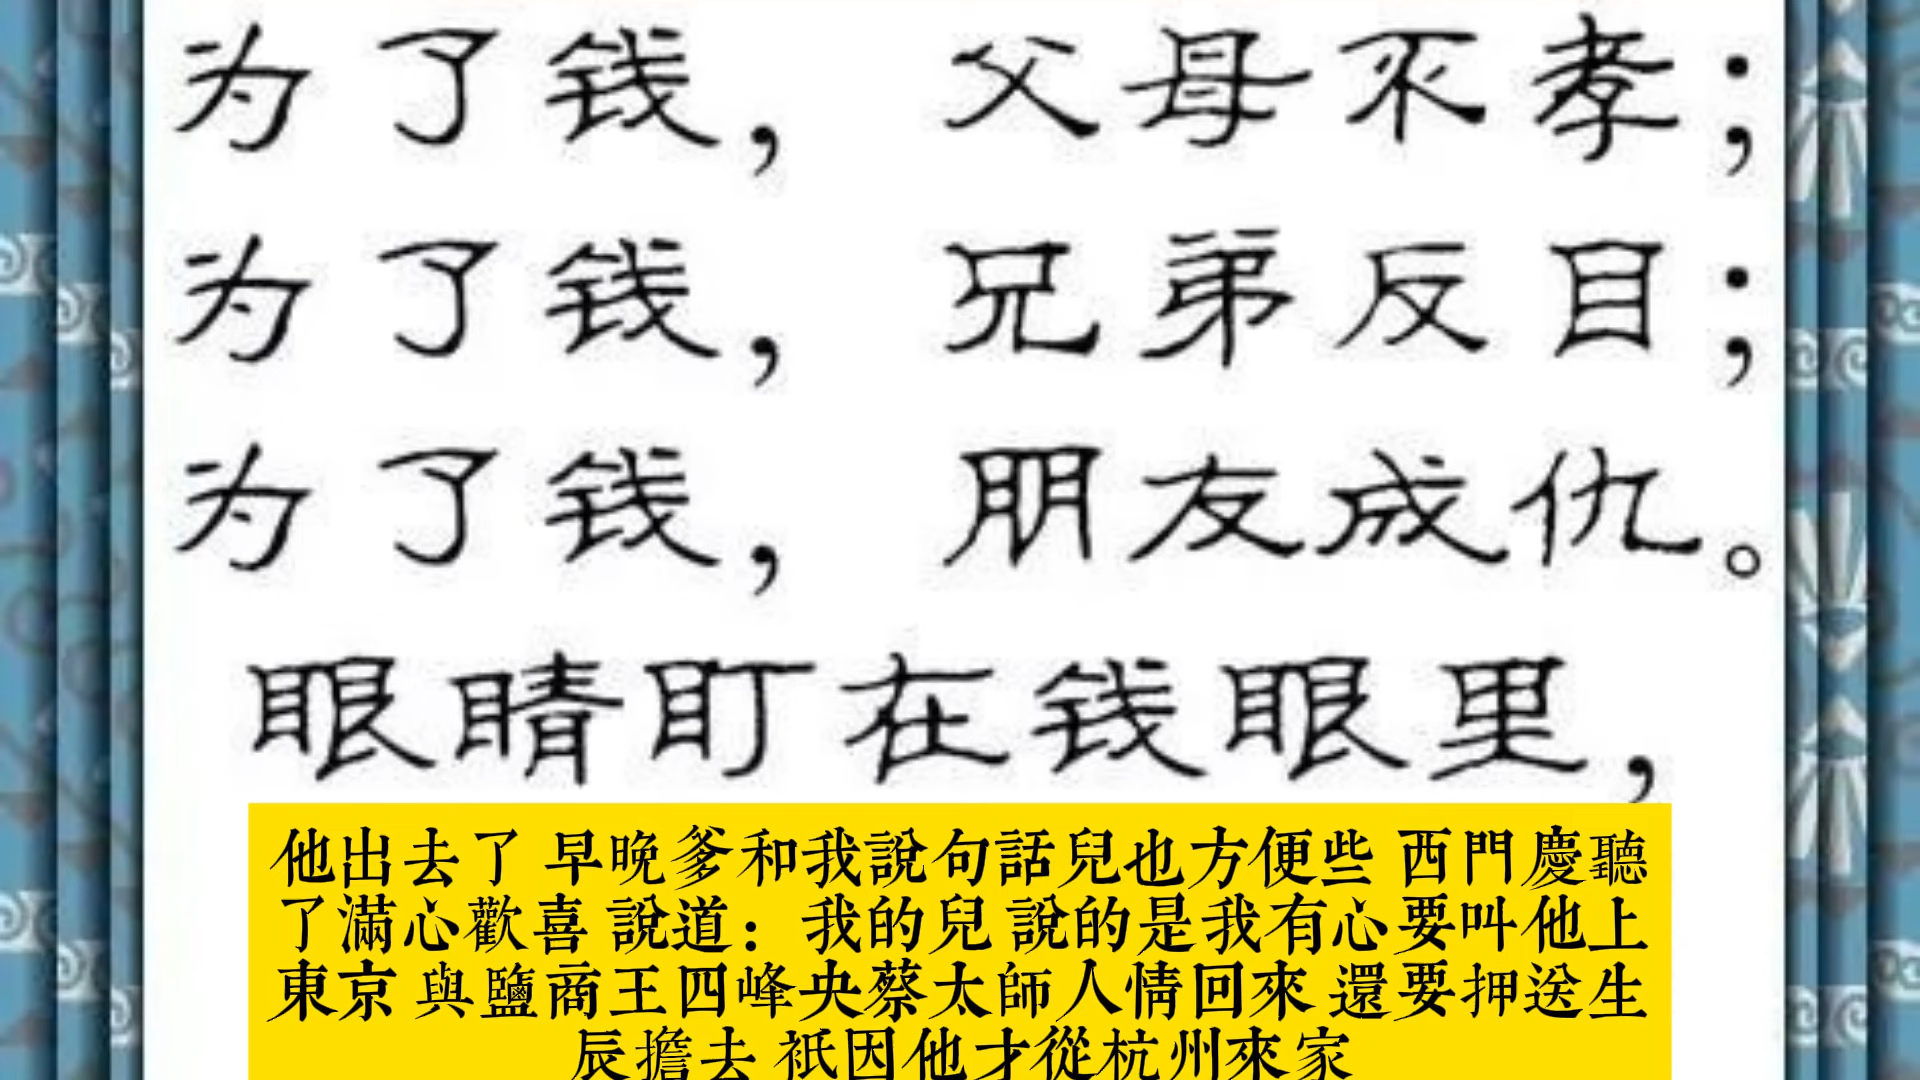 为了钱，父母不孝；
为了钱，兄弟反目；
为了钱，朋友成仇。
眼睛盯在钱眼里，
他出去了 早晚爹和我說句話兒也方便些 西門慶聽
了滿心歡喜 說道：我的兒 說的是我有心要叫他上
東京 與鹽商王四峰央蔡太師人情回來 還要押送生
辰擔去 祇因他才從杭州來家